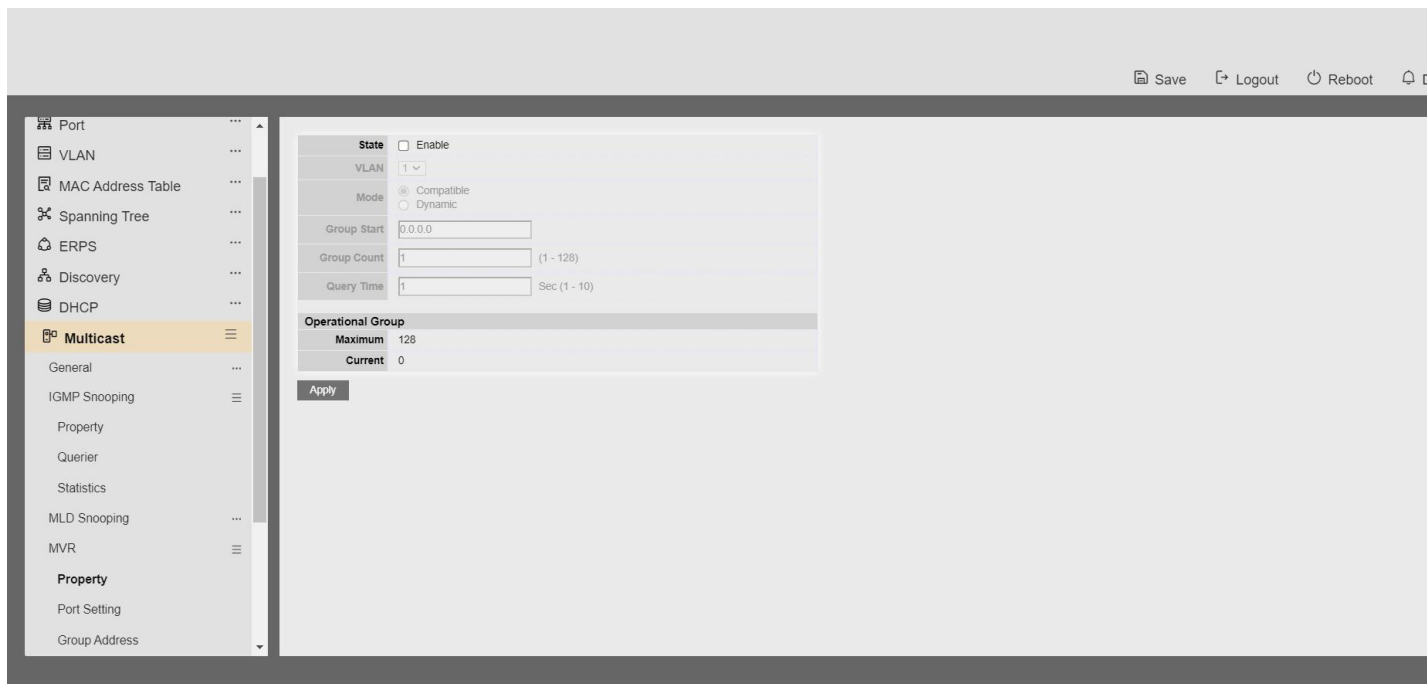 Save Logout Reboot
Port ...
VLAN ...
MAC Address Table ...
Spanning Tree ...
ERPS ...
Discovery ...
DHCP ...
Multicast
General ...
IGMP Snooping
Property
Querier
Statistics
MLD Snooping ...
MVR
Property
Port Setting
Group Address
State Enable
VLAN 1
Mode Compatible
Dynamic
Group Start 0.0.0.0
Group Count 1 (1 - 128)
Query Time 1 Sec (1 - 10)
Operational Group
Maximum 128
Current 0
Apply